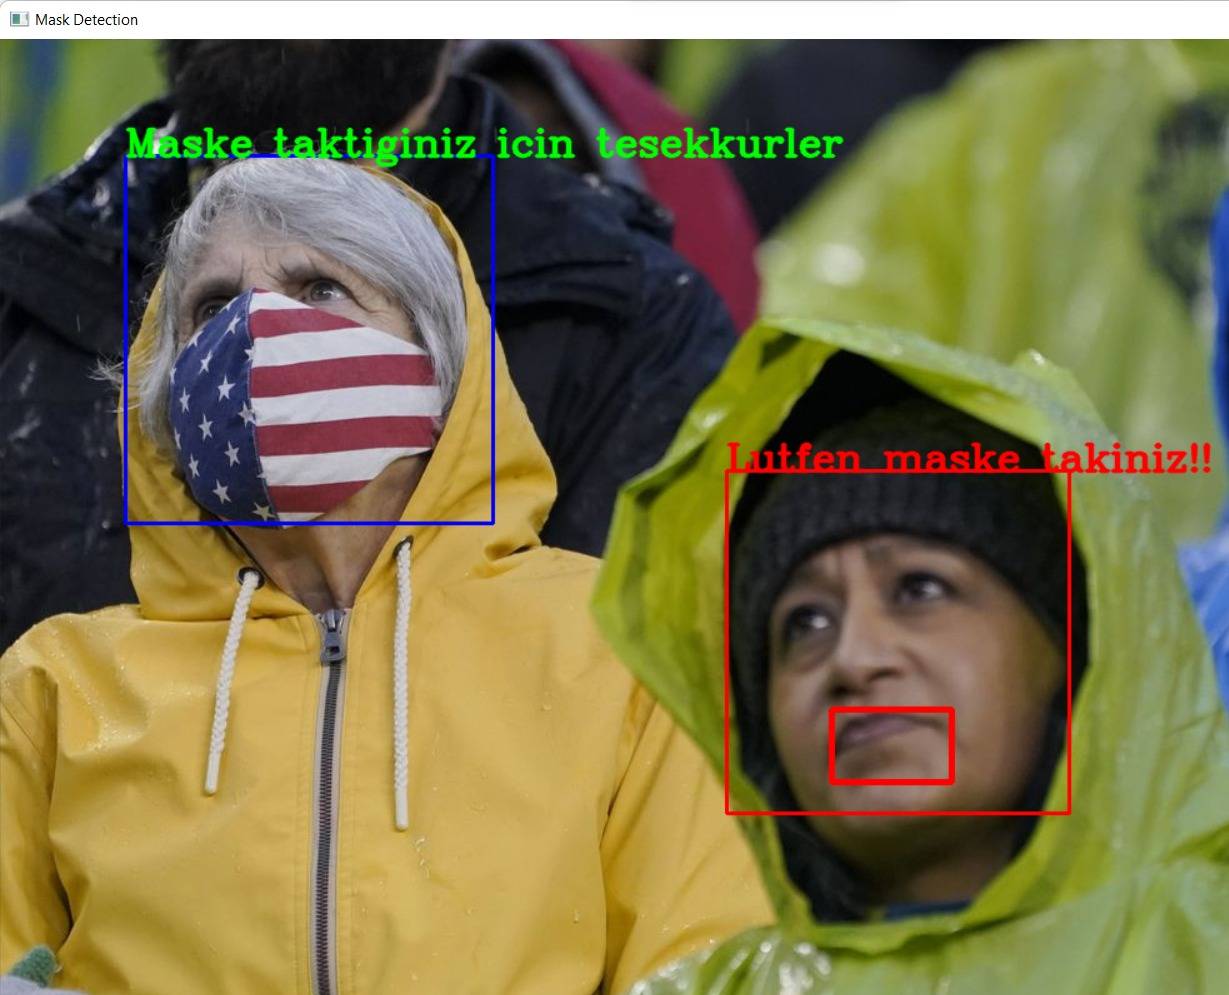 Mask Detection
Maske taktiginiz icin tesekkurler
Lutfen maske takiniz!!